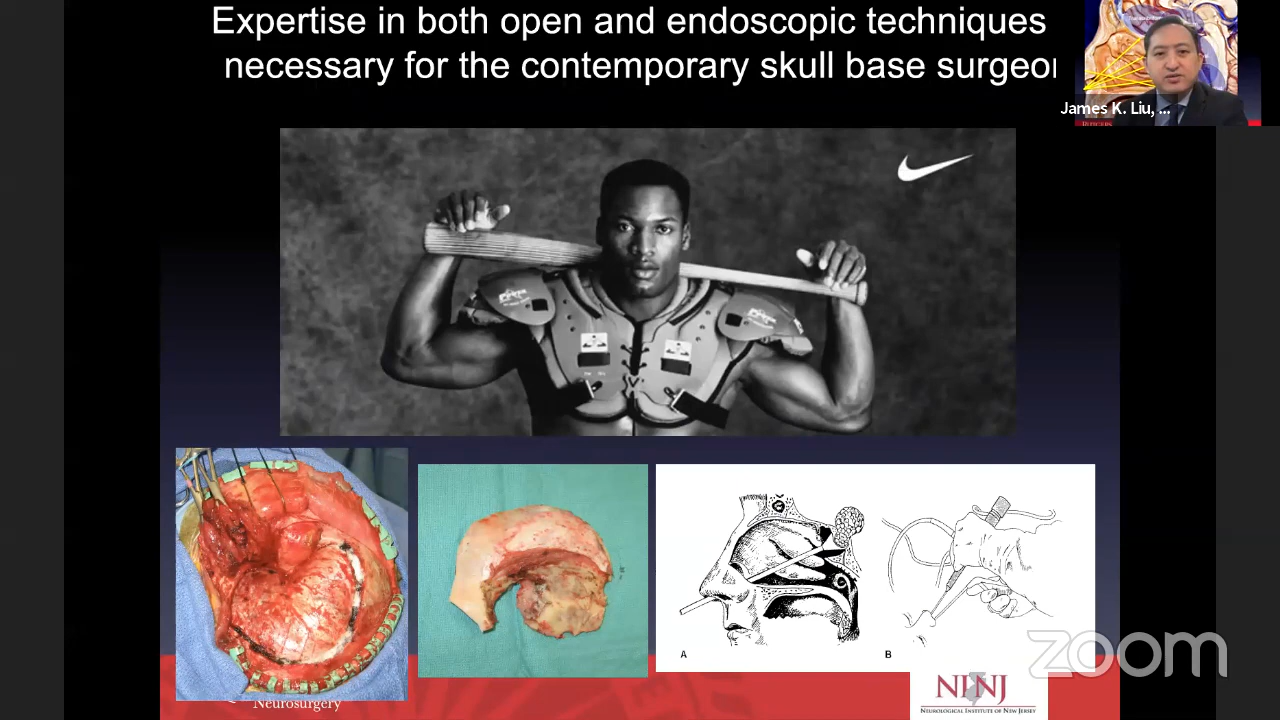 Expertise in both open and endoscopic techniques
necessary for the contemporary skull base surgeo
James K. Liu, ...
A
B
zoom
NINJ
NEUROLOGICAL INSTITUTE OF NEW JERSEY
Neurosurgery